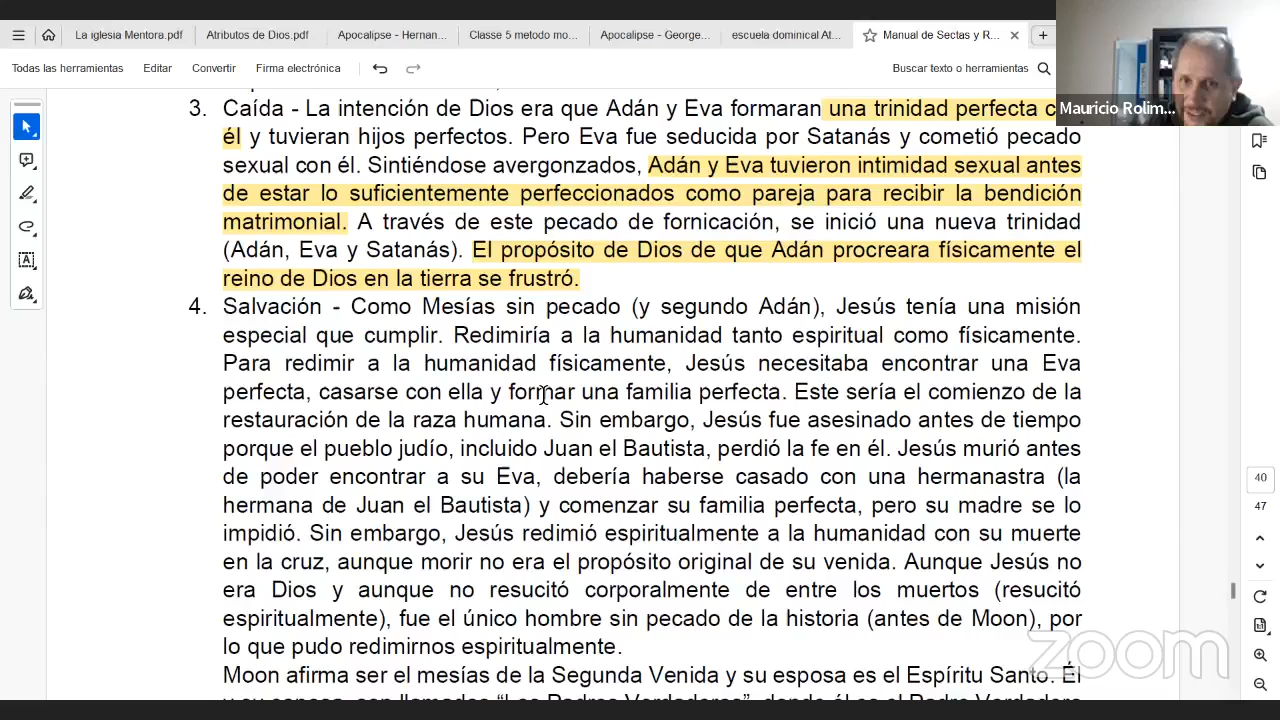 La iglesia Mentora.pdf
Atributos de Dios.pdf
Apocalipse - Hernan...
Classe 5 metodo mo...
Apocalipse - George...
escuela dominical At...
Manual de Sectas y R...
Todas las herramientas
Editar
Convertir
Firma electrónica
Buscar texto o herramientas
Mauricio Rolim...
3. Caída - La intención de Dios era que Adán y Eva formaran una trinidad perfecta c
él y tuvieran hijos perfectos. Pero Eva fue seducida por Satanás y cometió pecado
sexual con él. Sintiéndose avergonzados, Adán y Eva tuvieron intimidad sexual antes
de estar lo suficientemente perfeccionados como pareja para recibir la bendición
matrimonial. A través de este pecado de fornicación, se inició una nueva trinidad
(Adán, Eva y Satanás). El propósito de Dios de que Adán procreara físicamente el
reino de Dios en la tierra se frustró.
4. Salvación - Como Mesías sin pecado (y segundo Adán), Jesús tenía una misión
especial que cumplir. Redimiría a la humanidad tanto espiritual como físicamente.
Para redimir a la humanidad físicamente, Jesús necesitaba encontrar una Eva
perfecta, casarse con ella y formar una familia perfecta. Este sería el comienzo de la
restauración de la raza humana. Sin embargo, Jesús fue asesinado antes de tiempo
porque el pueblo judío, incluido Juan el Bautista, perdió la fe en él. Jesús murió antes
de poder encontrar a su Eva, debería haberse casado con una hermanastra (la
hermana de Juan el Bautista) y comenzar su familia perfecta, pero su madre se lo
impidió. Sin embargo, Jesús redimió espiritualmente a la humanidad con su muerte
en la cruz, aunque morir no era el propósito original de su venida. Aunque Jesús no
era Dios y aunque no resucitó corporalmente de entre los muertos (resucitó
espiritualmente), fue el único hombre sin pecado de la historia (antes de Moon), por
lo que pudo redimirnos espiritualmente.
Moon afirma ser el mesías de la Segunda Venida y su esposa es el Espíritu Santo. Él
y su esposa, son llamados "Los Padres Verdaderos", donde él es el Padre Verdadero
40
47
zoom